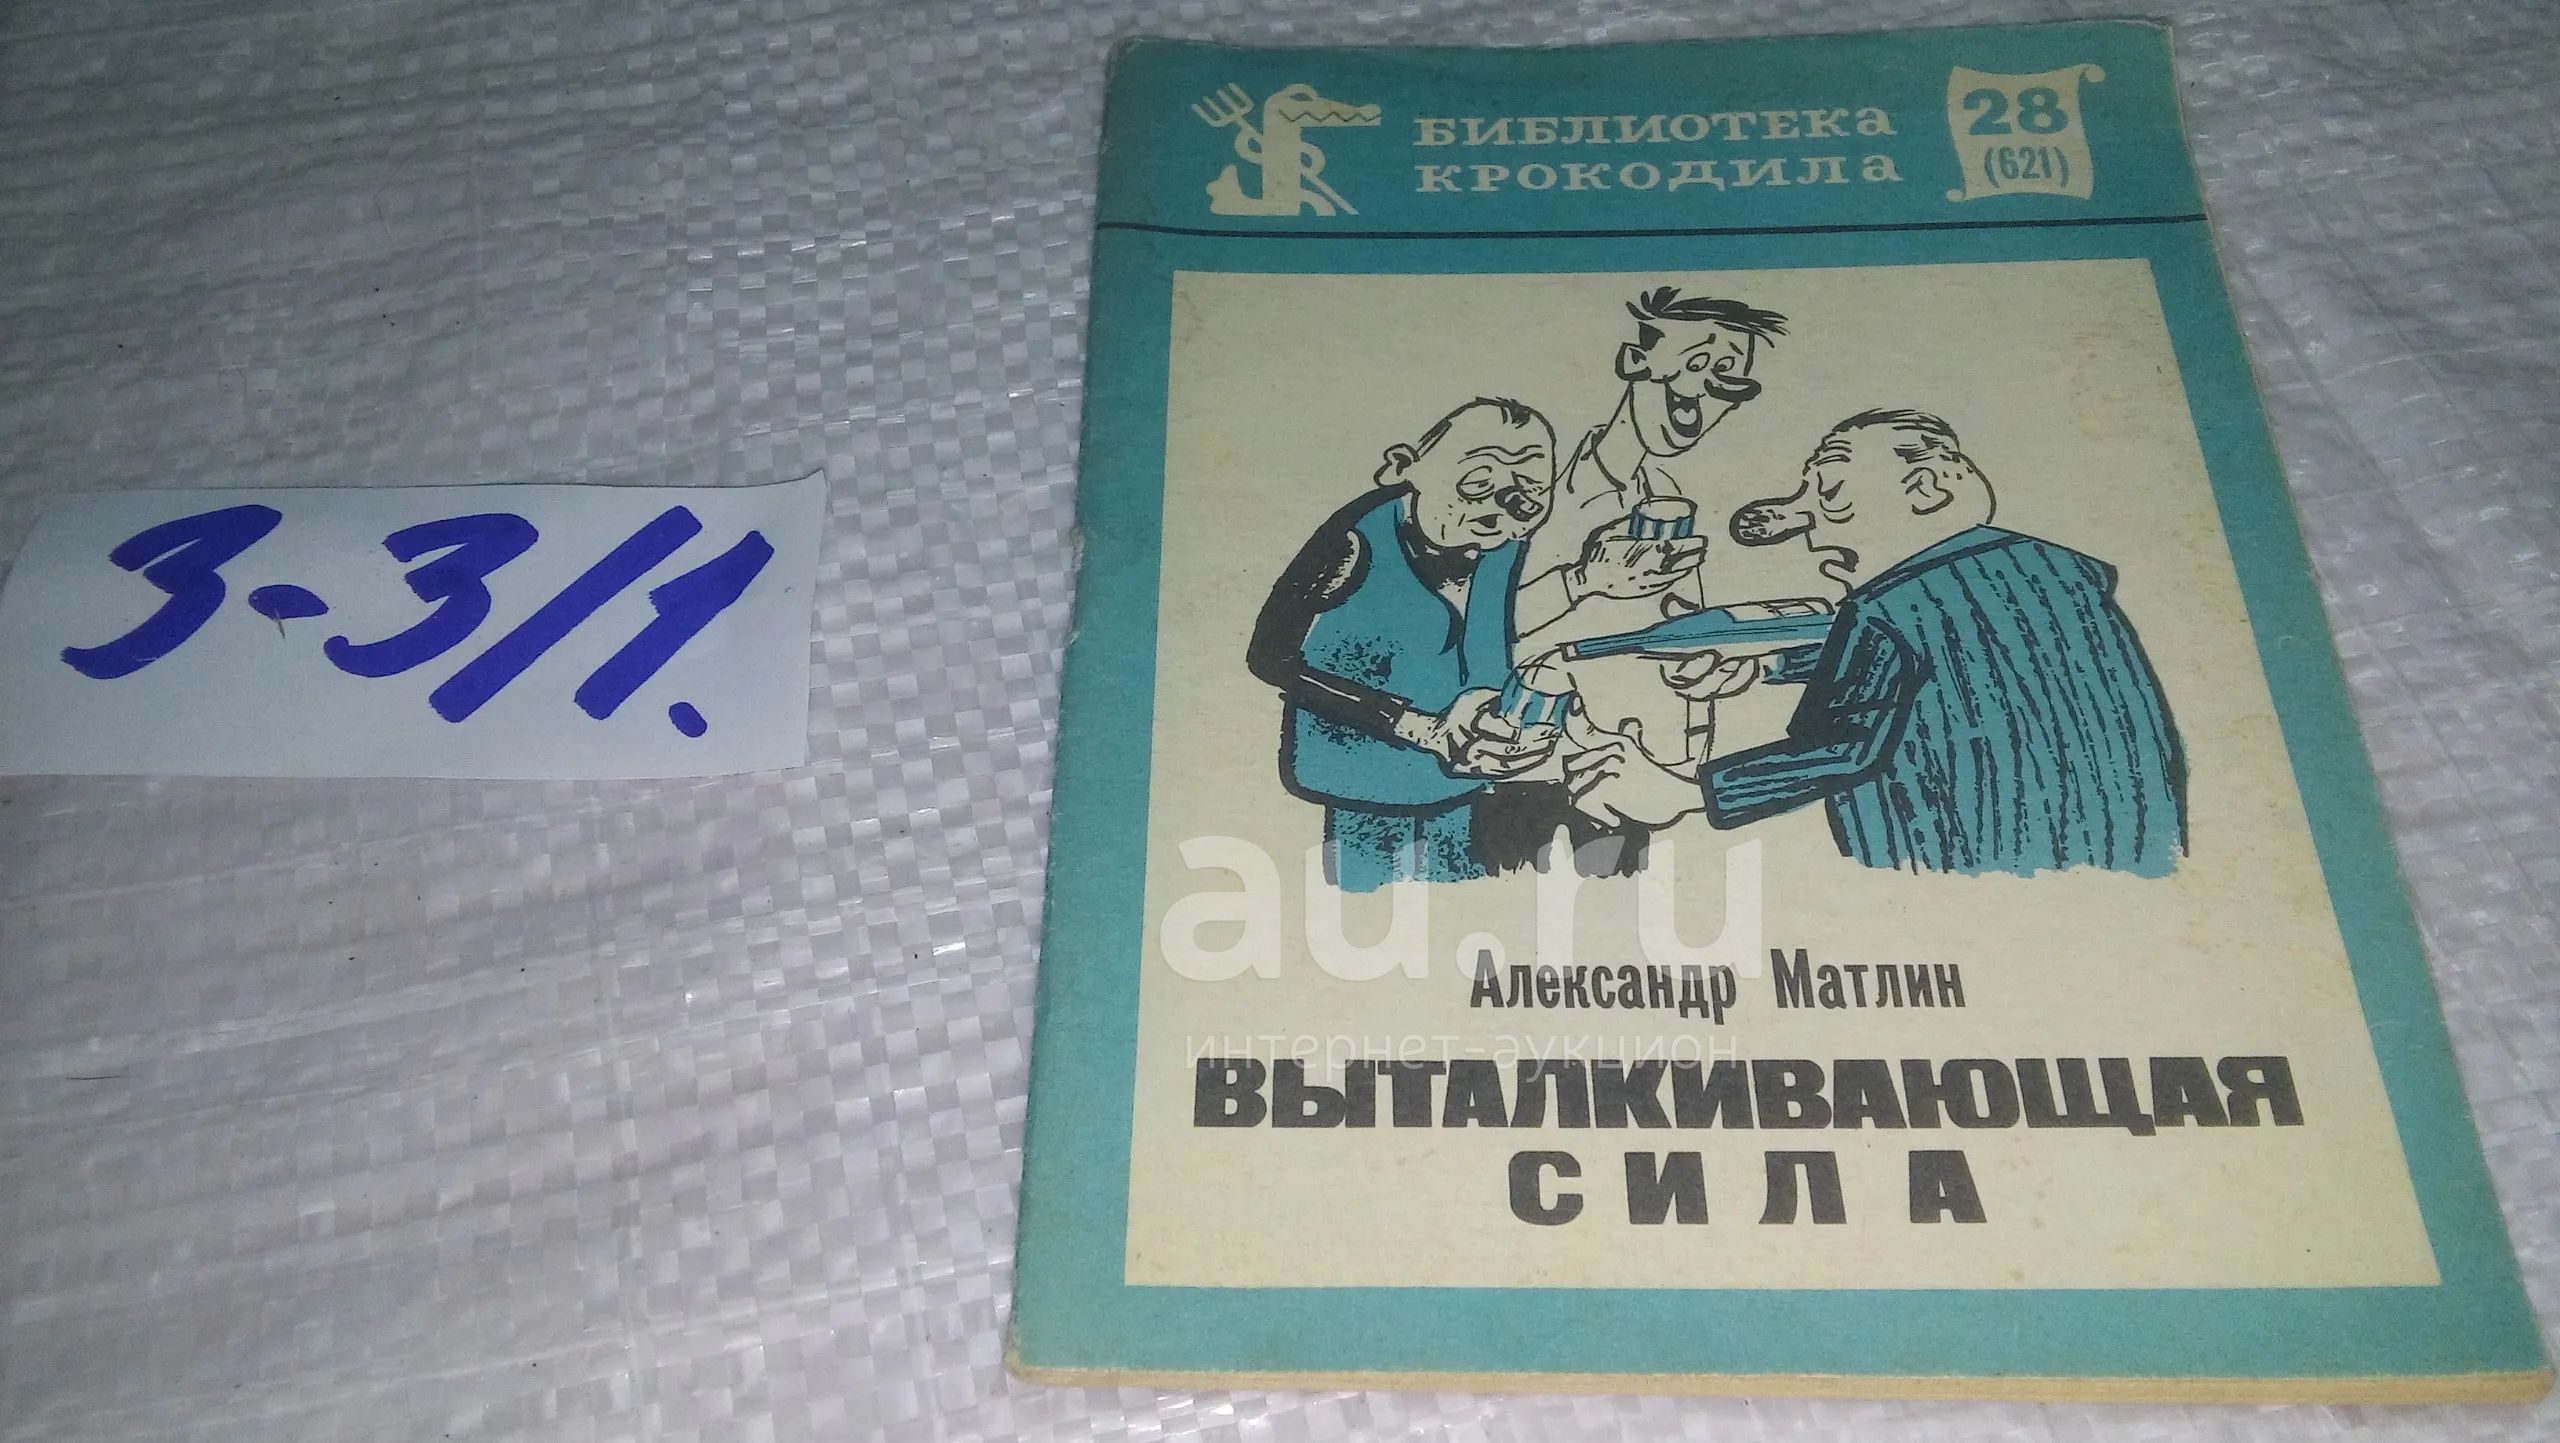 3-3/1.
БИБЛИОТЕКА
КРОКОДИЛА
28
(621)
au.ru
Александр Матлин
интернет-аукцион
ВЫТАЛКИВАЮЩАЯ
СИЛА